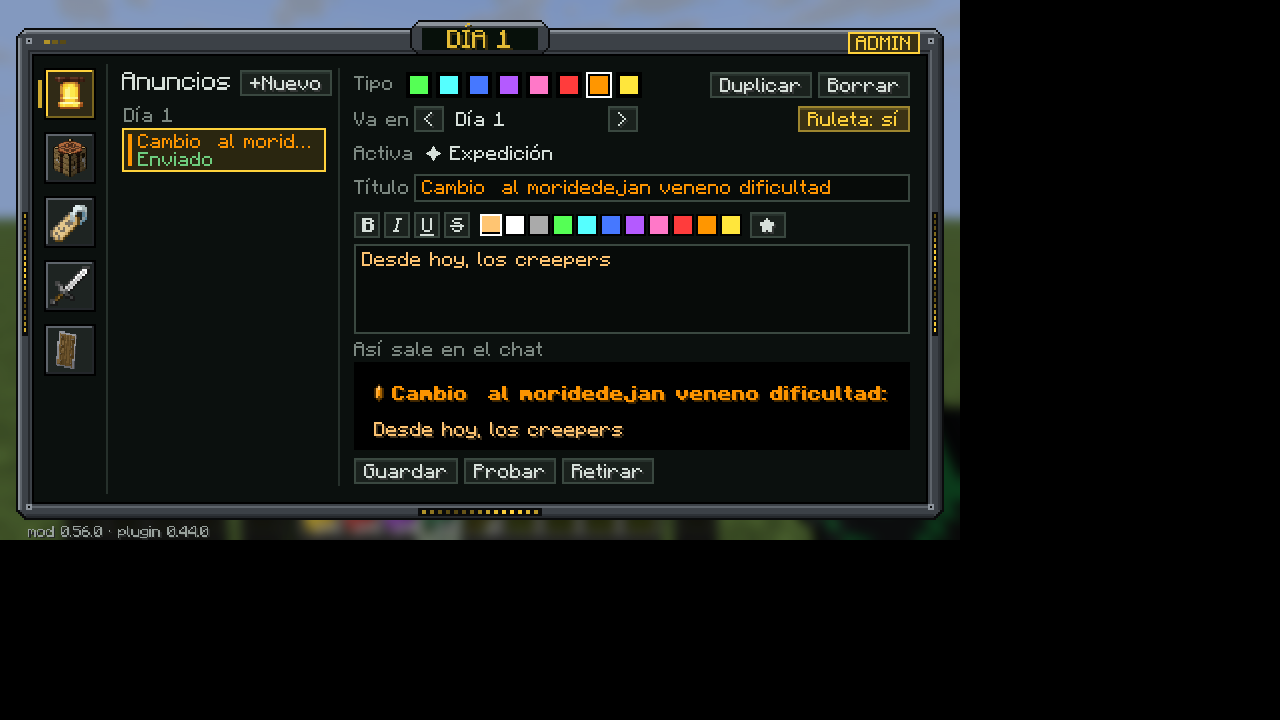 DÍA 1
ADMIN
Anuncios
+Nuevo
Día 1
Cambio  al morid...
Enviado
Tipo
Duplicar
Borrar
Va en
<
Día 1
>
Ruleta: sí
Activa
Expedición
Título
Cambio  al moridedejan veneno dificultad
B I U S
Desde hoy, los creepers
Así sale en el chat
Cambio  al moridedejan veneno dificultad:
Desde hoy, los creepers
Guardar
Probar
Retirar
mod 0.56.0 · plugin 0.44.0